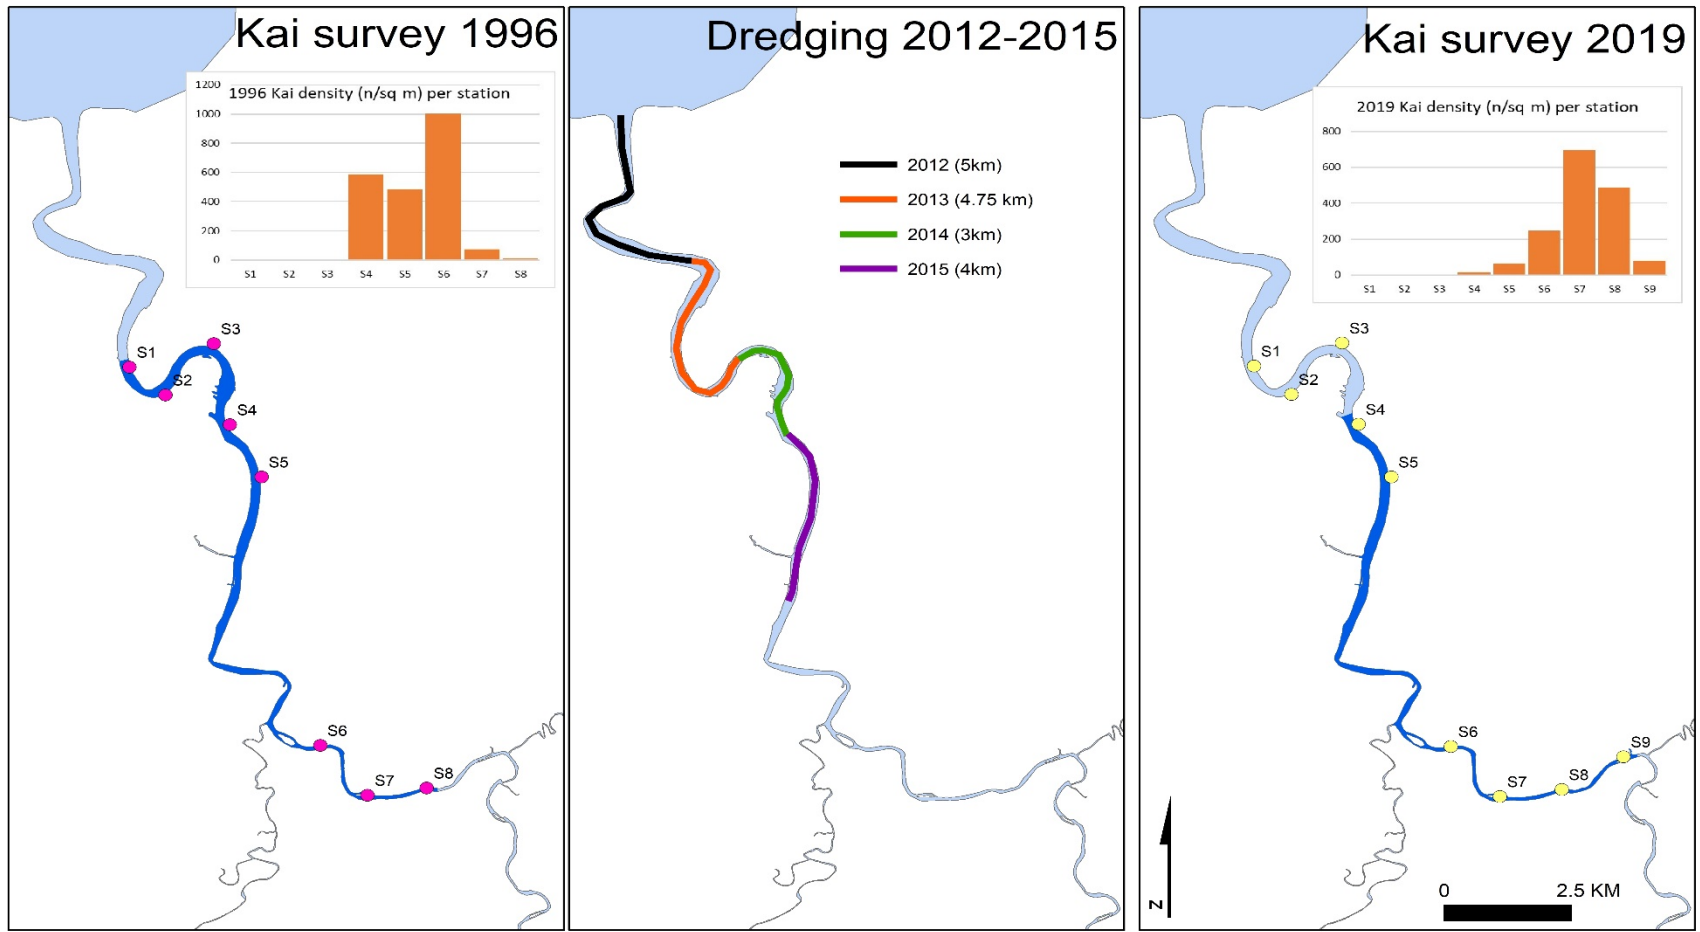 Kai survey 1996
1996 Kai density (n/sq m) per station
1200
1000
800
600
400
200
0
S1 S2 S3 S4 S5 S6 S7 S8
S3
S1
S2
S4
S5
S6
S7
S8
Dredging 2012-2015
2012 (5km)
2013 (4.75 km)
2014 (3km)
2015 (4km)
Kai survey 2019
2019 Kai density (n/sq m) per station
800
600
400
200
0
S1 S2 S3 S4 S5 S6 S7 S8 S9
S3
S1
S2
S4
S5
S6
S9
S7
S8
N
0 2.5 KM